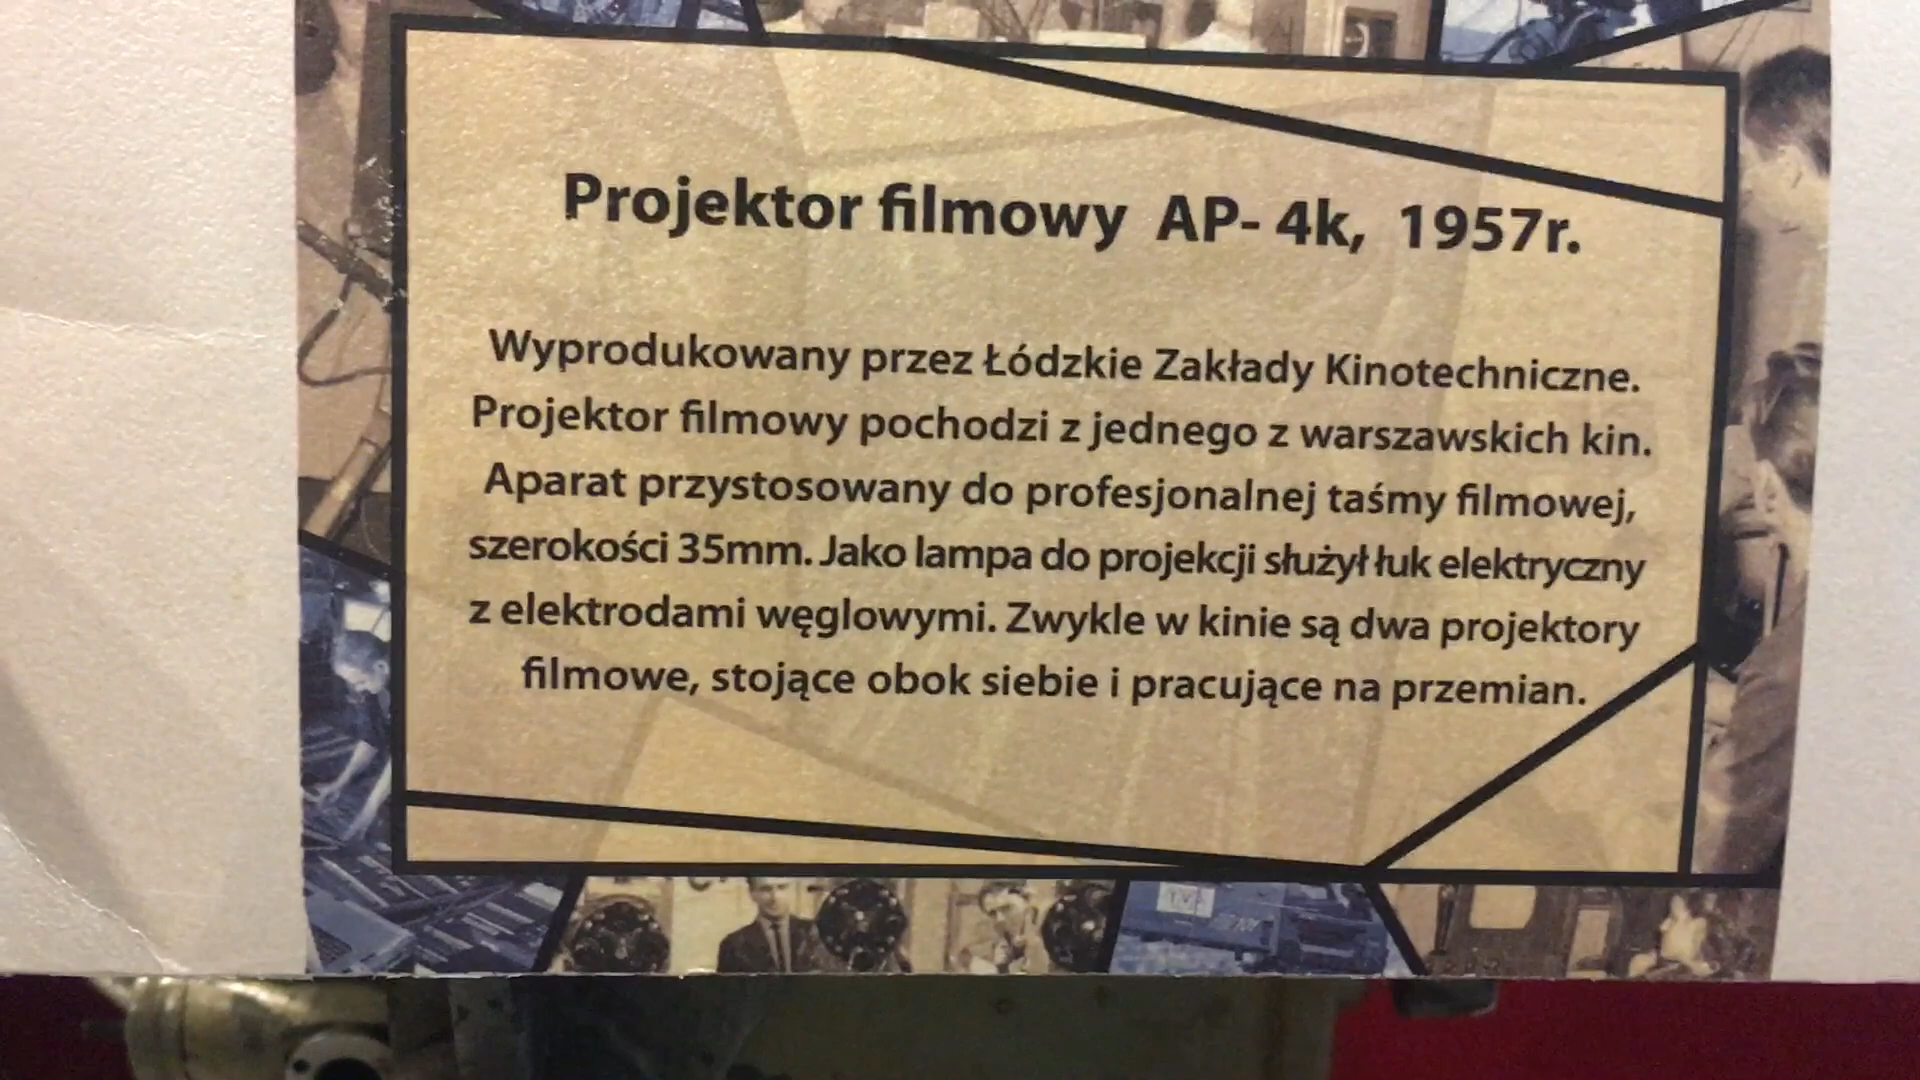 Projektor filmowy AP- 4k, 1957r.
Wyprodukowany przez Łódzkie Zakłady Kinotechniczne.
Projektor filmowy pochodzi z jednego z warszawskich kin.
Aparat przystosowany do profesjonalnej taśmy filmowej,
szerokości 35mm. Jako lampa do projekcji służył łuk elektryczny
z elektrodami węglowymi. Zwykle w kinie są dwa projektory
filmowe, stojące obok siebie i pracujące na przemian.